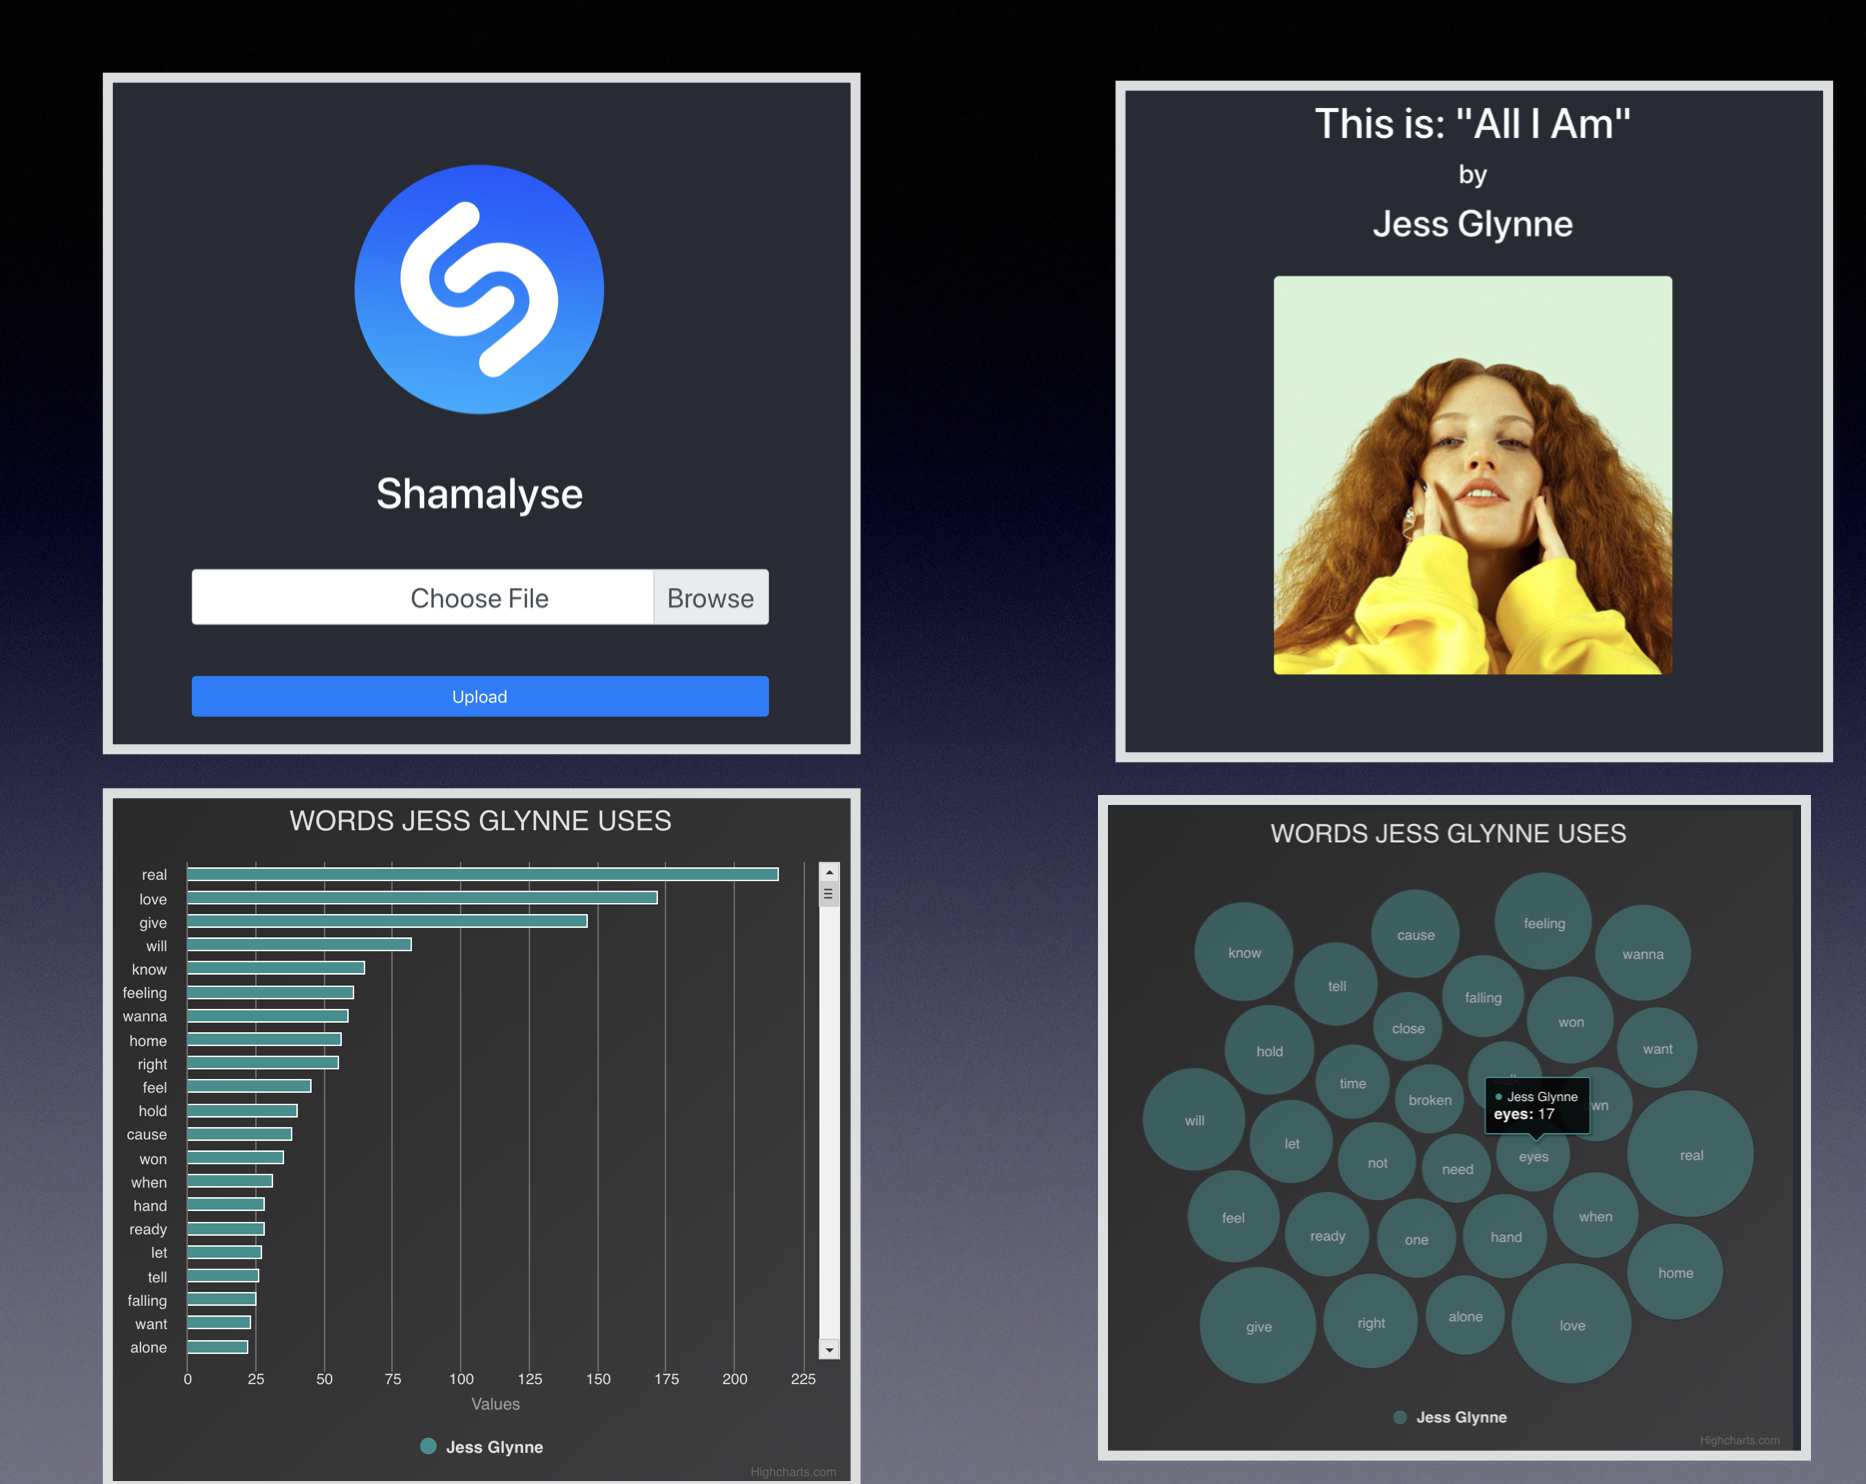 Shamalyse
Choose File
Browse
Upload
This is: "All I Am"
by
Jess Glynne
WORDS JESS GLYNNE USES
real
love
give
will
know
feeling
wanna
home
right
feel
hold
cause
won
when
hand
ready
let
tell
falling
want
alone
0 25 50 75 100 125 150 175 200 225
Values
Jess Glynne
Highcharts.com
WORDS JESS GLYNNE USES
feeling
cause
know
wanna
tell
falling
won
close
want
hold
time
broken
Jess Glynne
eyes: 17
will
let
not
need
eyes
real
feel
ready
one
hand
when
home
give
right
alone
love
Jess Glynne
Highcharts.com